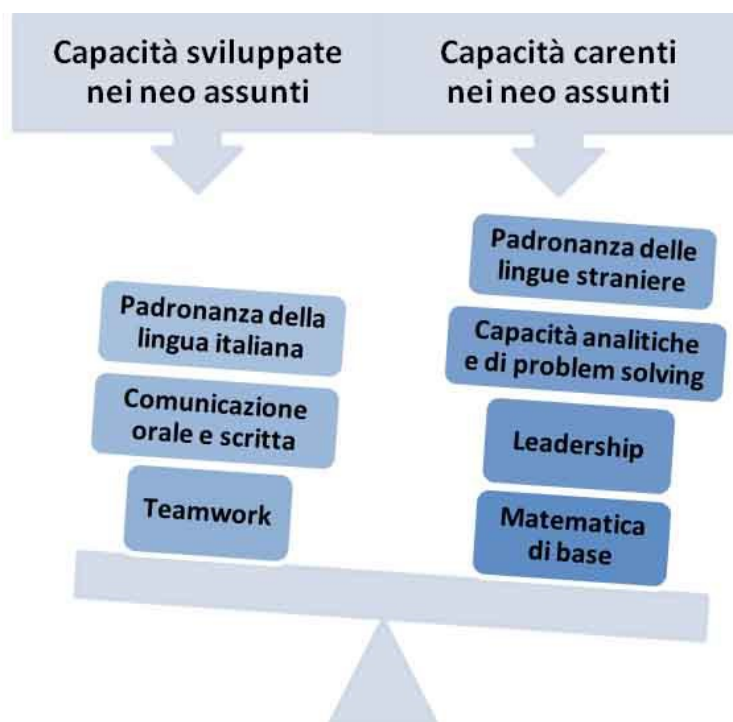 Capacità sviluppate
nei neo assunti
Capacità carenti
nei neo assunti
Padronanza della
lingua italiana
Comunicazione
orale e scritta
Teamwork
Padronanza delle
lingue straniere
Capacità analitiche
e di problem solving
Leadership
Matematica
di base